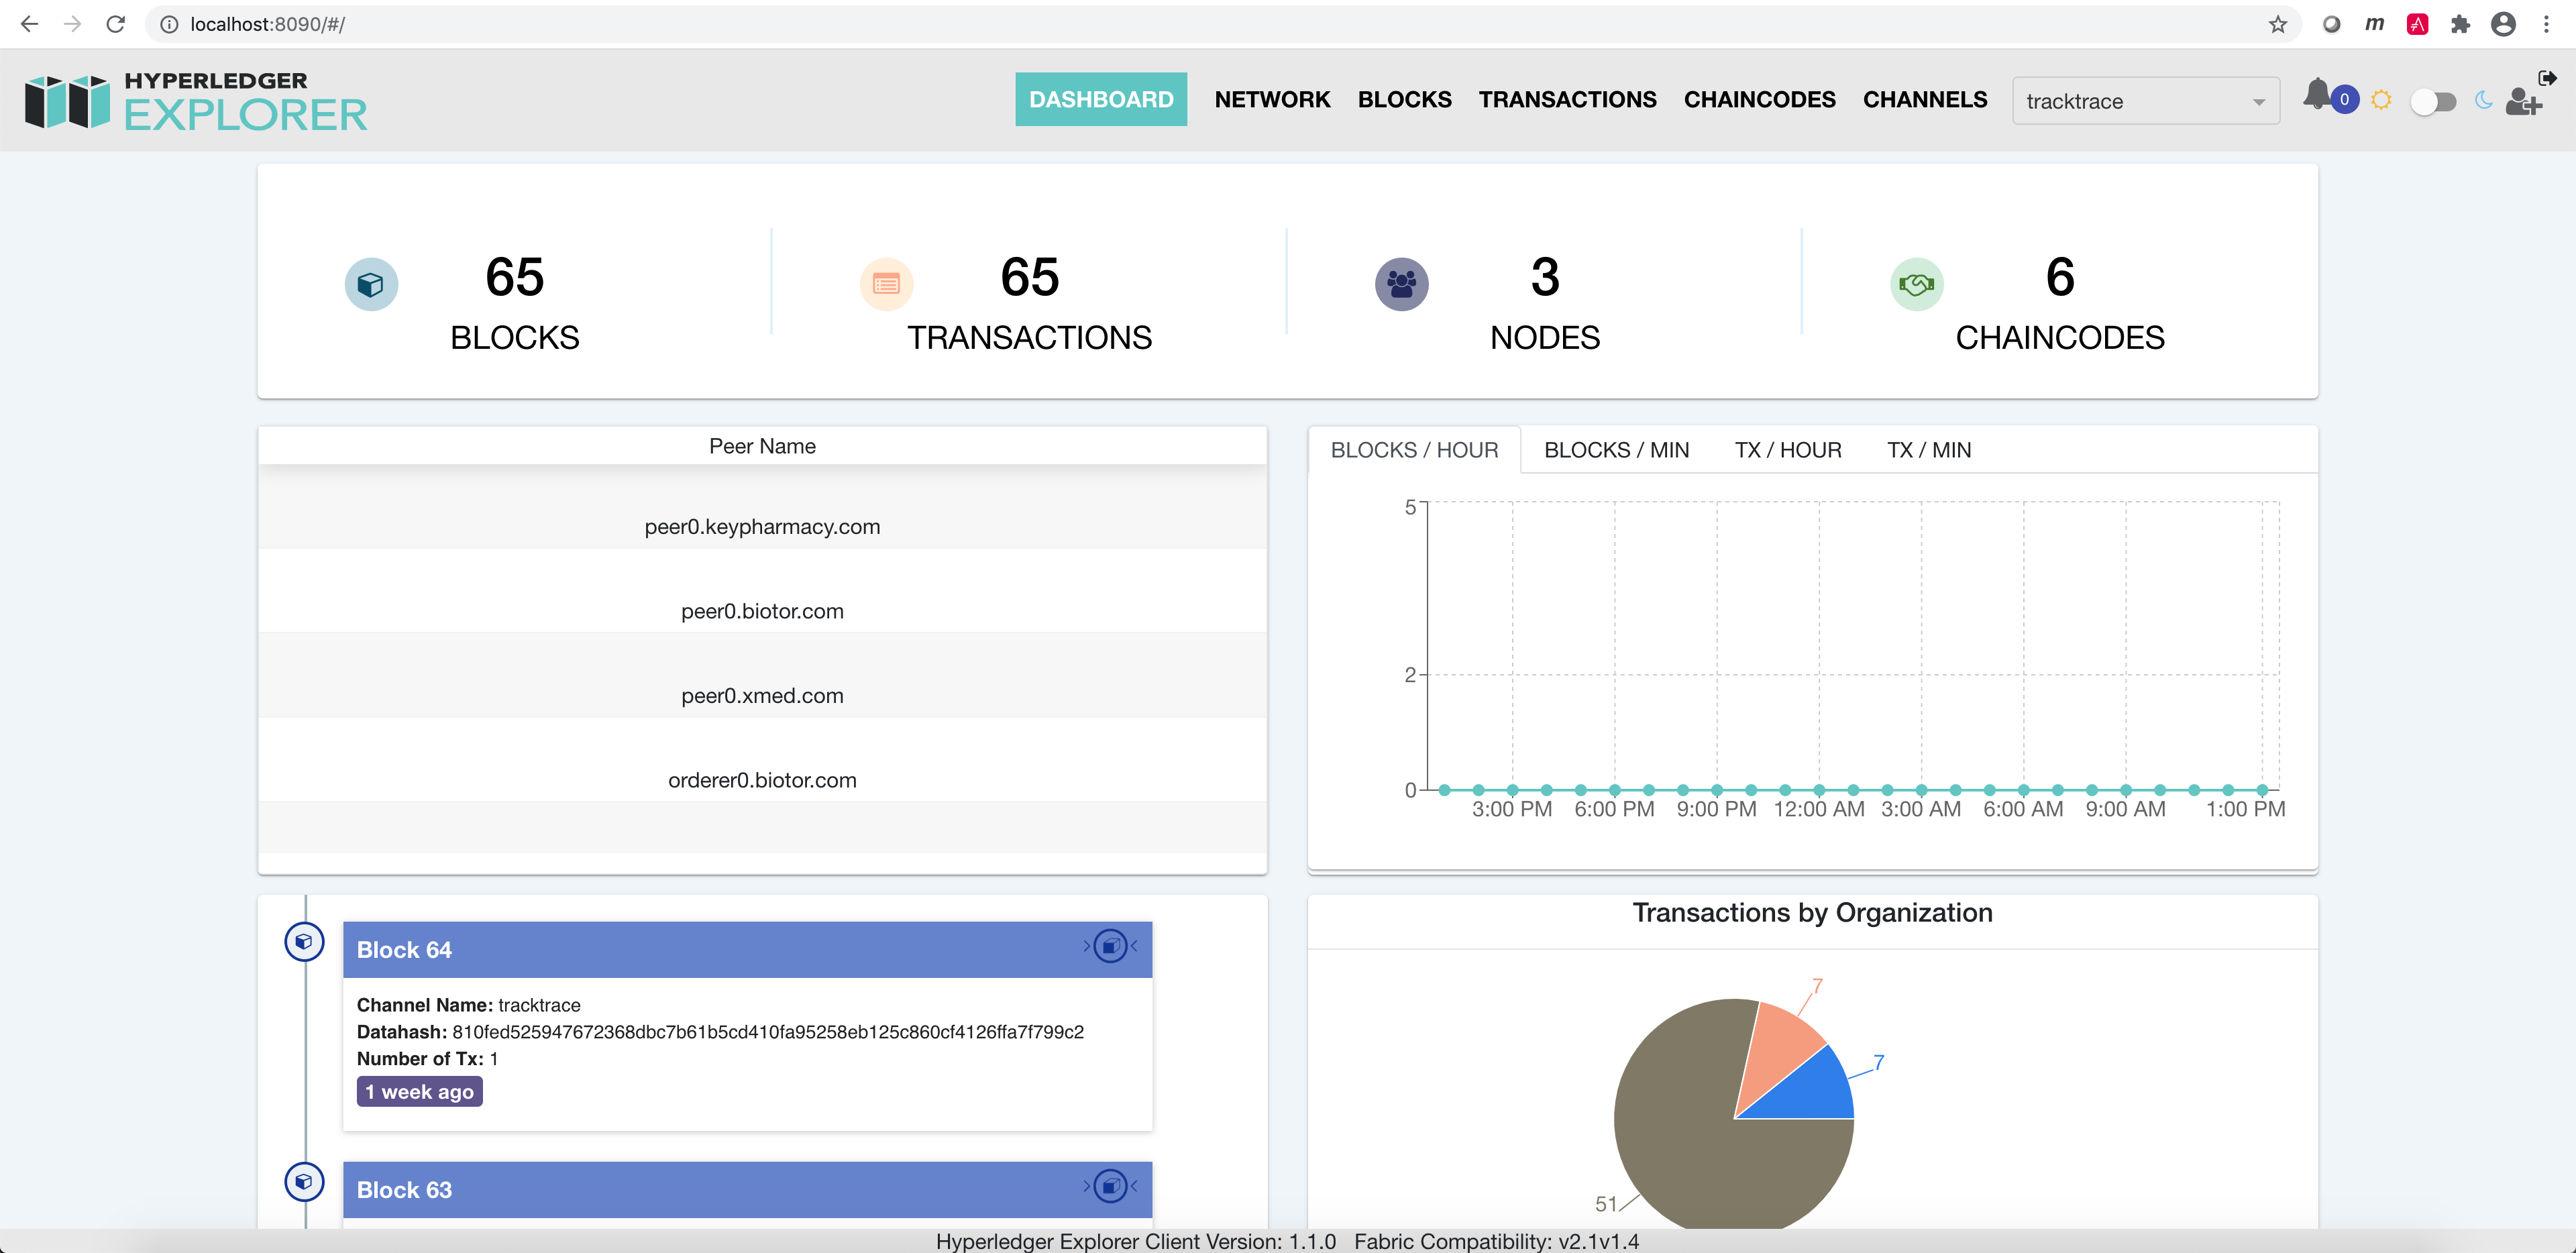 localhost:8090/#/
HYPERLEDGER
EXPLORER
DASHBOARD NETWORK BLOCKS TRANSACTIONS CHAINCODES CHANNELS tracktrace 0
65 65 3 6
BLOCKS TRANSACTIONS NODES CHAINCODES
Peer Name
peer0.keypharmacy.com
peer0.biotor.com
peer0.xmed.com
orderer0.biotor.com
BLOCKS / HOUR BLOCKS / MIN TX / HOUR TX / MIN
5
2
0
3:00 PM 6:00 PM 9:00 PM 12:00 AM 3:00 AM 6:00 AM 9:00 AM 1:00 PM
Block 64
Channel Name: tracktrace
Datahash: 810fed525947672368dbc7b61b5cd410fa95258eb125c860cf4126ffa7f799c2
Number of Tx: 1
1 week ago
Block 63
Transactions by Organization
7
7
51
Hyperledger Explorer Client Version: 1.1.0 Fabric Compatibility: v2.1v1.4